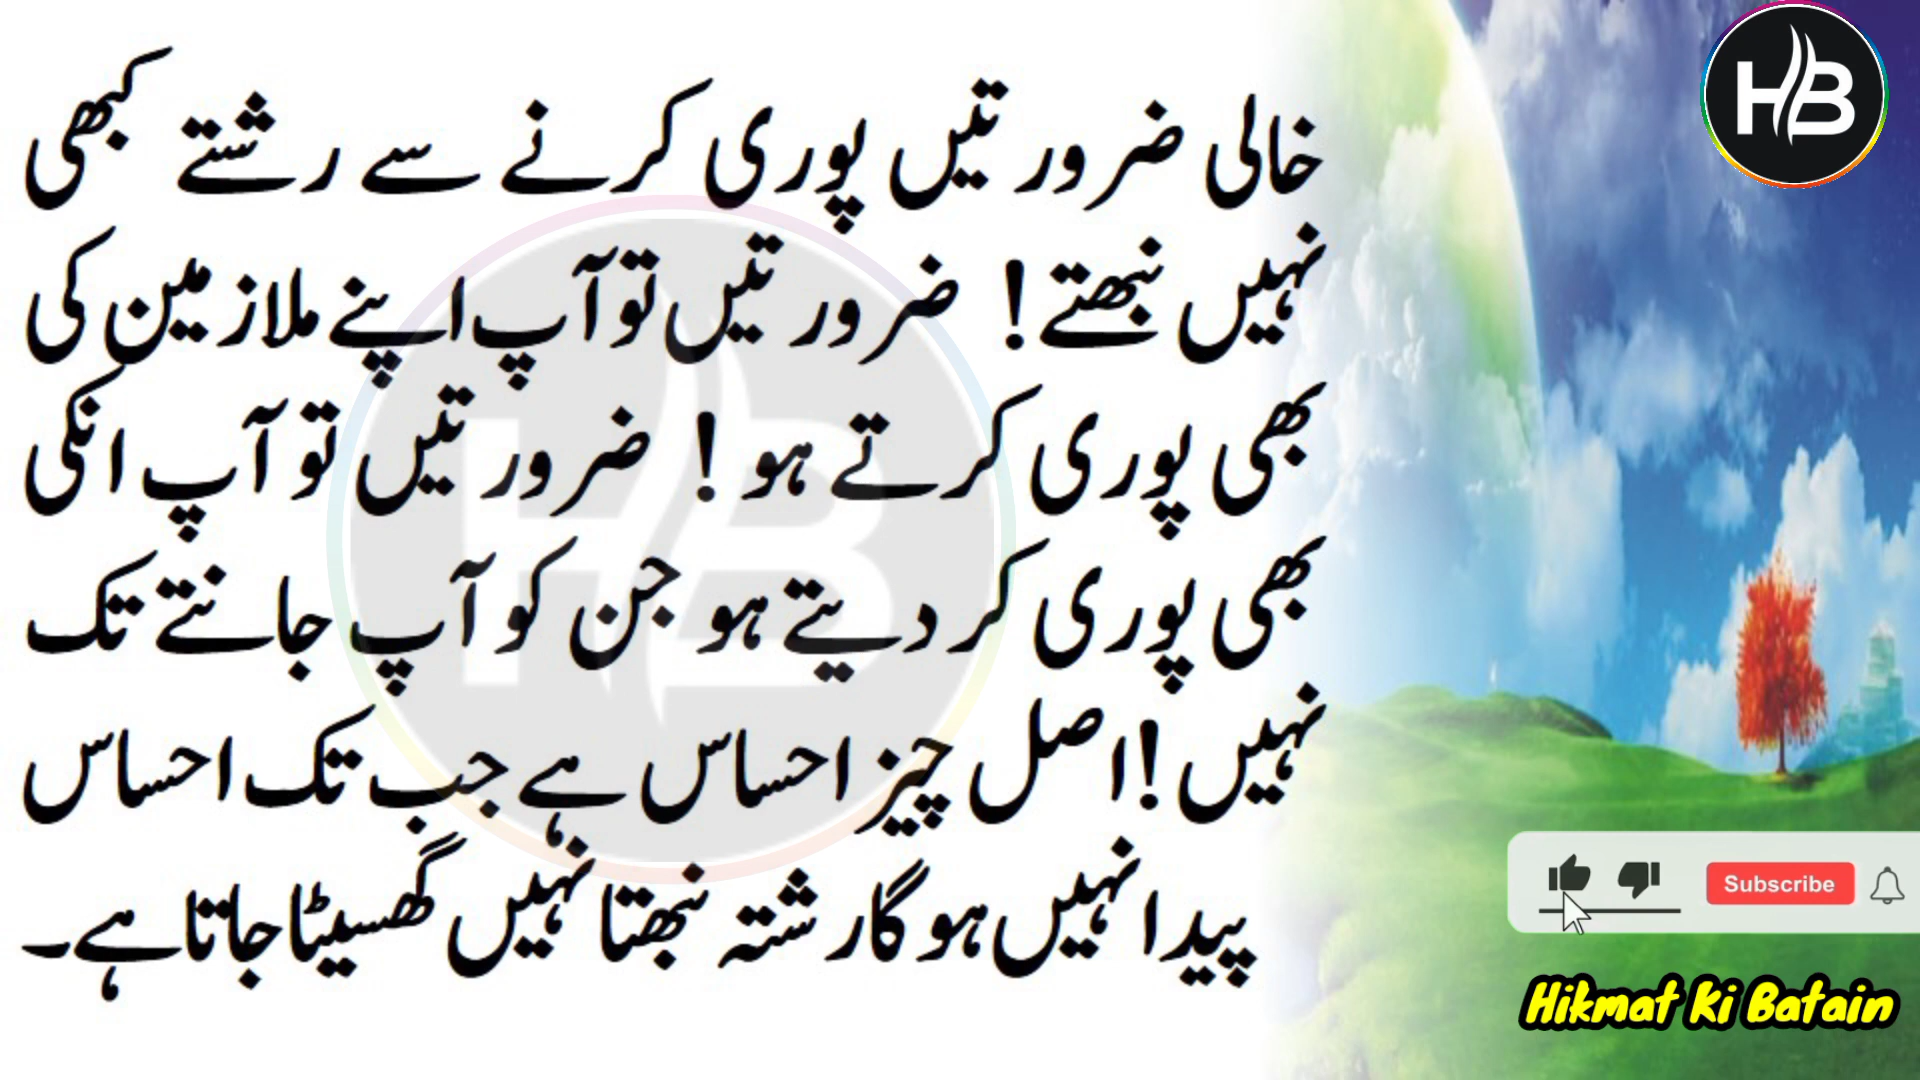 خالی ضرورتیں پوری کرنے سے رشتے کبھی
نہیں نبھتے! ضرورتیں تو آپ اپنے ملازمین کی
بھی پوری کرتے ہو! ضرورتیں تو آپ انکی
بھی پوری کر دیتے ہو جن کو آپ جانتے تک
نہیں! اصل چیز احساس ہے جب تک احساس
پیدا نہیں ہو گا رشتہ نبھتا نہیں گھسیٹا جاتا ہے۔
HB
HB
Subscribe
Hikmat Ki Batain